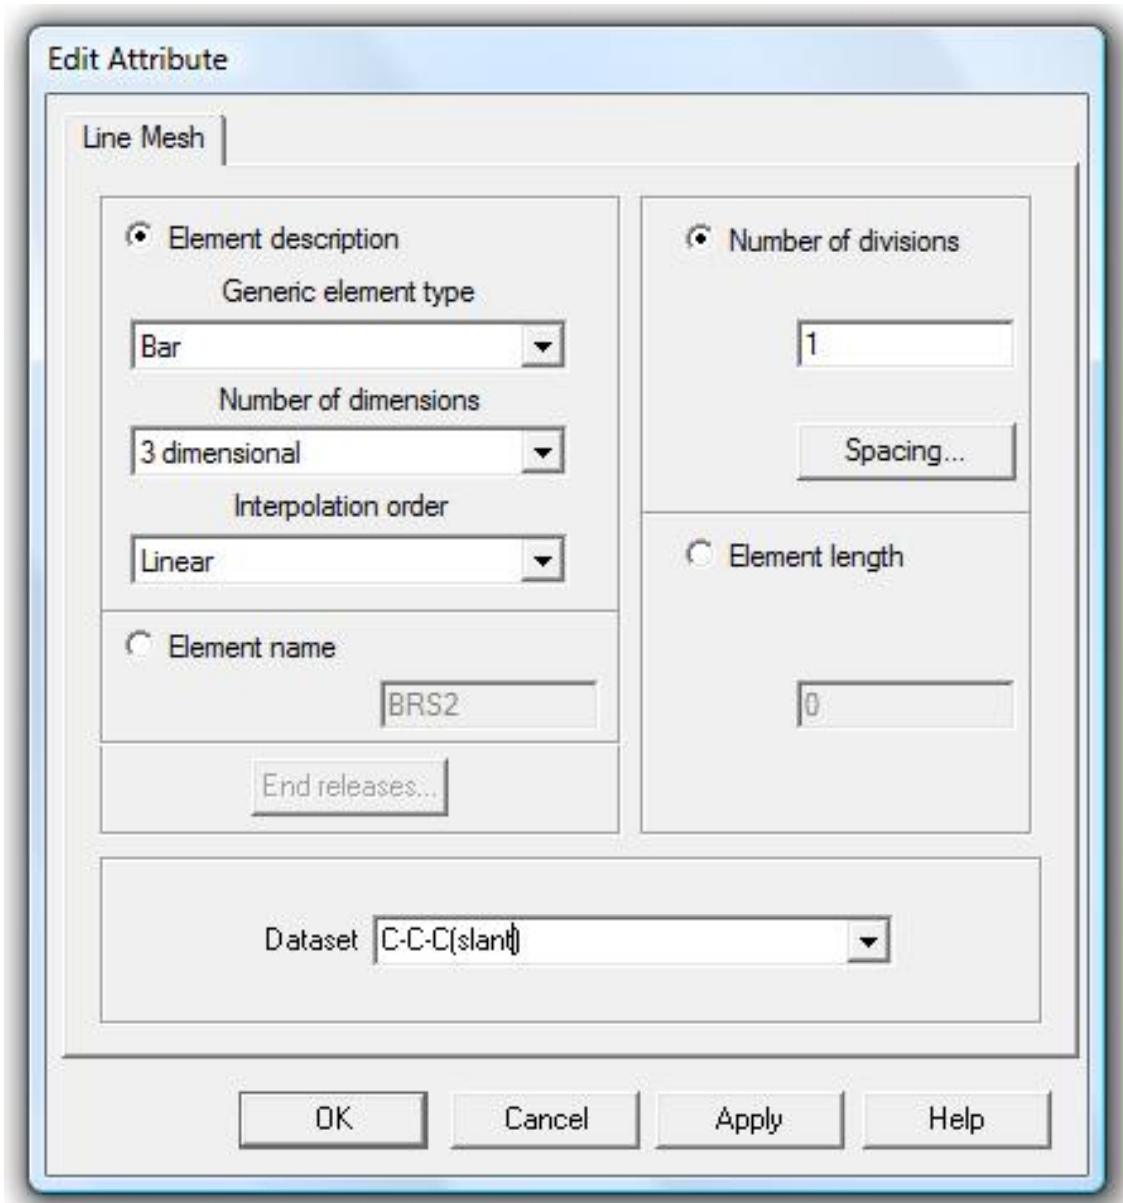 Edit Attribute
Line Mesh
Element description
Generic element type
Bar
Number of dimensions
3 dimensional
Interpolation order
Linear
Element name
BRS2
End releases...
Number of divisions
1
Spacing...
Element length
0
Dataset C-C-C(slant)
OK Cancel Apply Help